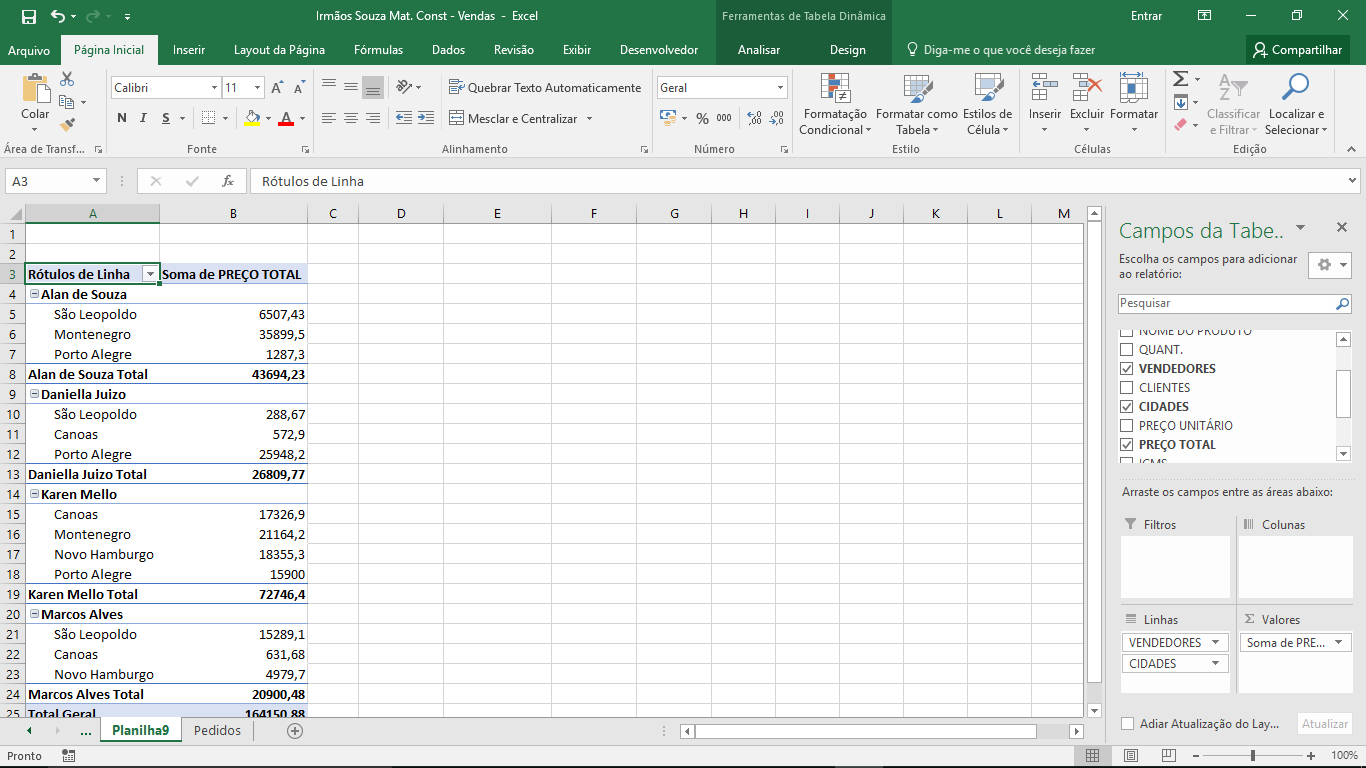 Irmãos Souza Mat. Const - Vendas - Excel
Ferramentas de Tabela Dinâmica
Entrar
Arquivo
Página Inicial
Inserir
Layout da Página
Fórmulas
Dados
Revisão
Exibir
Desenvolvedor
Analisar
Design
Diga-me o que você deseja fazer
Compartilhar
Colar
Calibri
11
N I S
A A
A
Quebrar Texto Automaticamente
Mesclar e Centralizar
Geral
% 000
Formatação Condicional
Formatar como Tabela
Estilos de Célula
Inserir
Excluir
Formatar
Classificar e Filtrar
Localizar e Selecionar
Área de Transf...
Fonte
Alinhamento
Número
Estilo
Células
Edição
A3
fx
Rótulos de Linha
A B C D E F G H I J K L M
1
2
3 Rótulos de Linha Soma de PREÇO TOTAL
4 Alan de Souza
5 São Leopoldo 6507,43
6 Montenegro 35899,5
7 Porto Alegre 1287,3
8 Alan de Souza Total 43694,23
9 Daniella Juizo
10 São Leopoldo 288,67
11 Canoas 572,9
12 Porto Alegre 25948,2
13 Daniella Juizo Total 26809,77
14 Karen Mello
15 Canoas 17326,9
16 Montenegro 21164,2
17 Novo Hamburgo 18355,3
18 Porto Alegre 15900
19 Karen Mello Total 72746,4
20 Marcos Alves
21 São Leopoldo 15289,1
22 Canoas 631,68
23 Novo Hamburgo 4979,7
24 Marcos Alves Total 20900,48
25 Total Geral 164150,88
Campos da Tabe..
Escolha os campos para adicionar
ao relatório:
Pesquisar
NOME DO PRODUTO
QUANT.
VENDEDORES
CLIENTES
CIDADES
PREÇO UNITÁRIO
PREÇO TOTAL
ICMS
Arraste os campos entre as áreas abaixo:
Filtros
Colunas
Linhas
Valores
VENDEDORES
Soma de PRE...
CIDADES
Adiar Atualização do Lay...
Atualizar
...
Planilha9
Pedidos
Pronto
100%